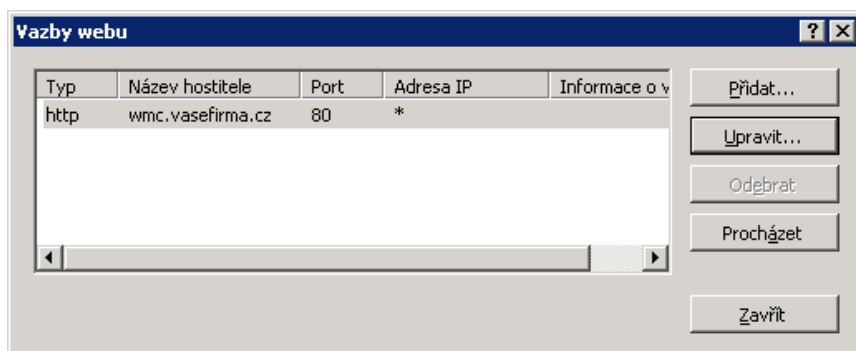 Vazby webu
Typ Název hostitele Port Adresa IP Informace o v
http wmc.vasefirma.cz 80 *
Přidat...
Upravit...
Odebrat
Procházet
Zavřít